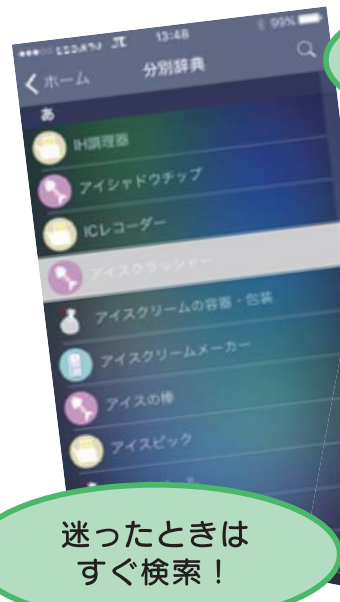 13:48
99%
ホーム
分別辞典
あ
IH調理器
アイシャドウチップ
ICレコーダー
アイスクラッシャー
アイスクリームの容器・包装
アイスクリームメーカー
アイスの棒
アイスピック
迷ったときは
すぐ検索！